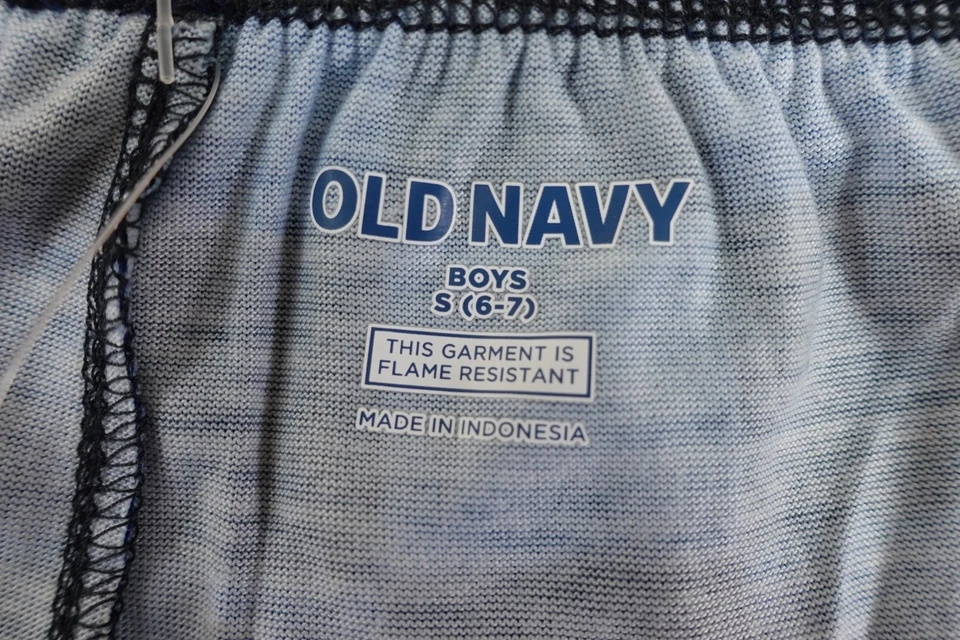 OLD NAVY
BOYS
S (6-7)
THIS GARMENT IS
FLAME RESISTANT
MADE IN INDONESIA